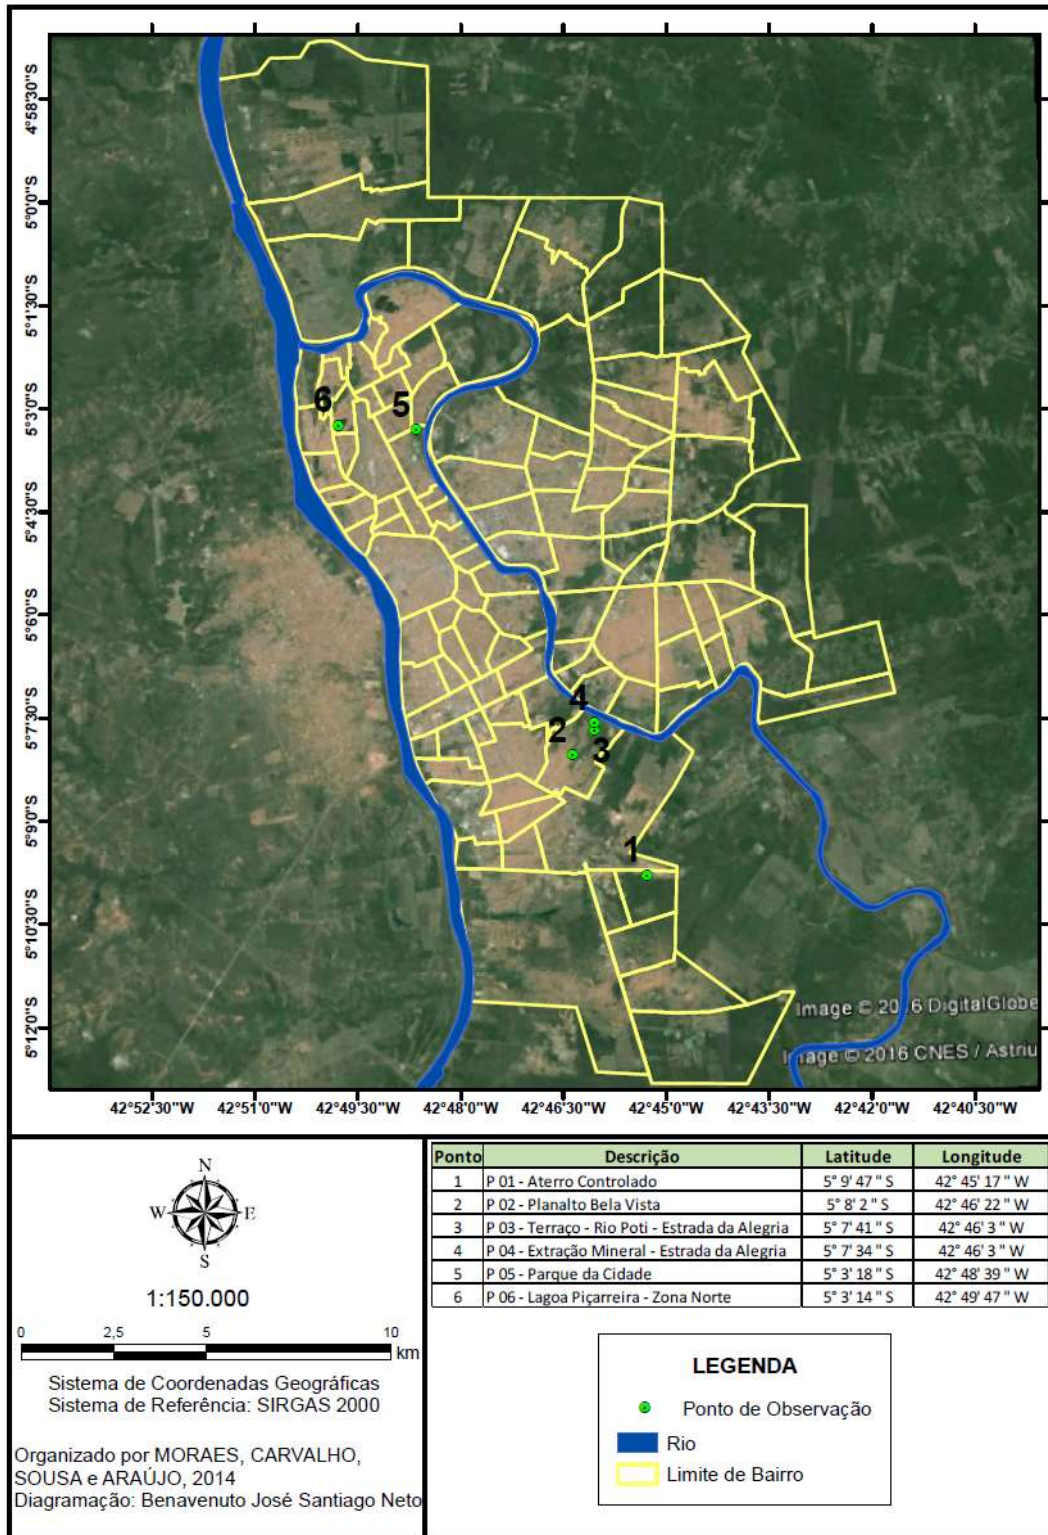 4°58'30"S
5°0'0"S
5°1'30"S
5°3'0"S
5°4'30"S
5°6'0"S
5°7'30"S
5°9'0"S
5°10'30"S
5°12'0"S
6
5
4
2
3
1
Image © 2016 DigitalGlobe
Image © 2016 CNES / Astriu
42°52'30"W 42°51'0"W 42°49'30"W 42°48'0"W 42°46'30"W 42°45'0"W 42°43'30"W 42°42'0"W 42°40'30"W
N
W E
S
1:150.000
0 2,5 5 10
km
Sistema de Coordenadas Geográficas
Sistema de Referência: SIRGAS 2000
Organizado por MORAES, CARVALHO,
SOUSA e ARAÚJO, 2014
Diagramação: Benavenuto José Santiago Neto
Ponto Descrição Latitude Longitude
1 P 01 - Aterro Controlado 5° 9' 47 " S 42° 45' 17 " W
2 P 02 - Planalto Bela Vista 5° 8' 2 " S 42° 46' 22 " W
3 P 03 - Terraço - Rio Poti - Estrada da Alegria 5° 7' 41 " S 42° 46' 3 " W
4 P 04 - Extração Mineral - Estrada da Alegria 5° 7' 34 " S 42° 46' 3 " W
5 P 05 - Parque da Cidade 5° 3' 18 " S 42° 48' 39 " W
6 P 06 - Lagoa Piçarreira - Zona Norte 5° 3' 14 " S 42° 49' 47 " W
LEGENDA
Ponto de Observação
Rio
Limite de Bairro